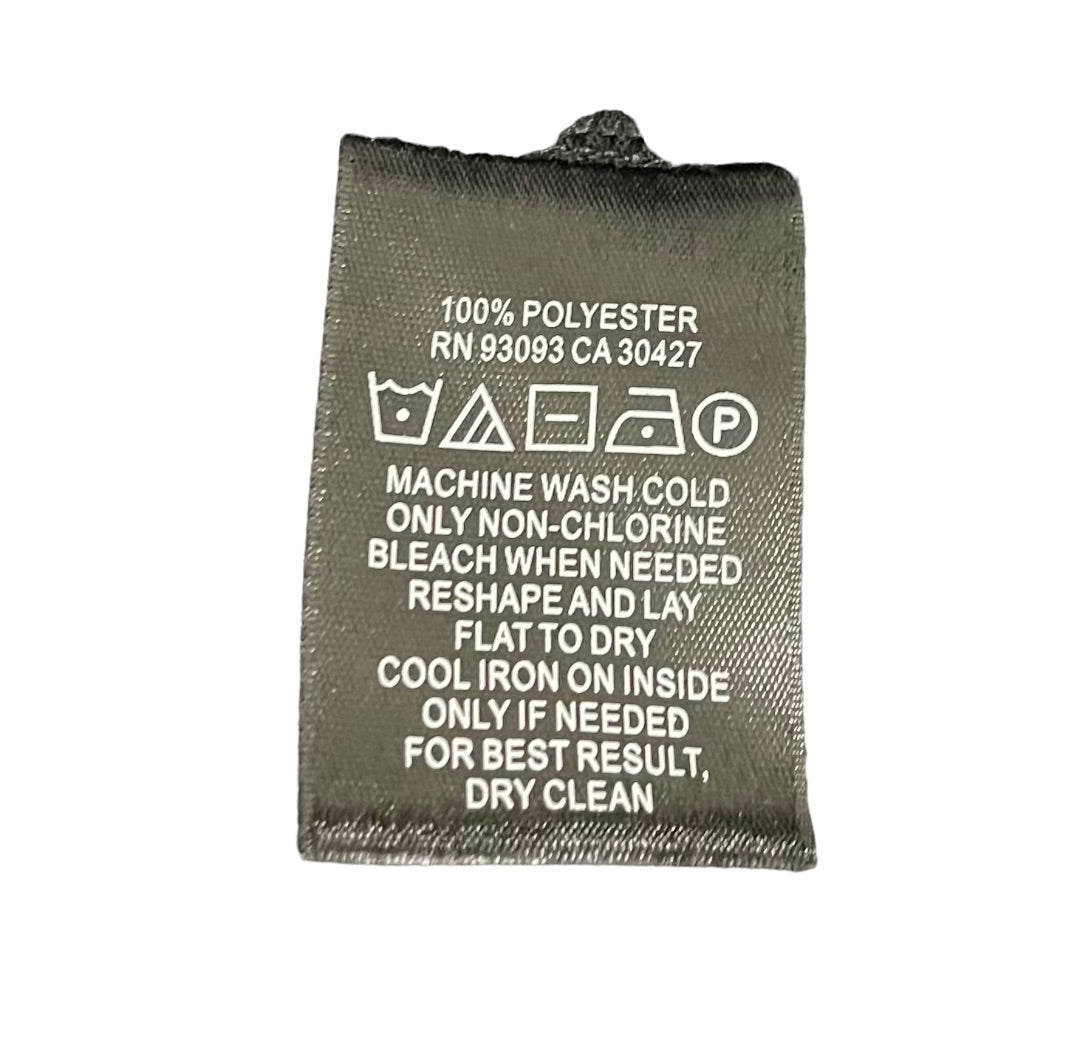 100% POLYESTER
RN 93093 CA 30427
P
MACHINE WASH COLD
ONLY NON-CHLORINE
BLEACH WHEN NEEDED
RESHAPE AND LAY
FLAT TO DRY
COOL IRON ON INSIDE
ONLY IF NEEDED
FOR BEST RESULT,
DRY CLEAN